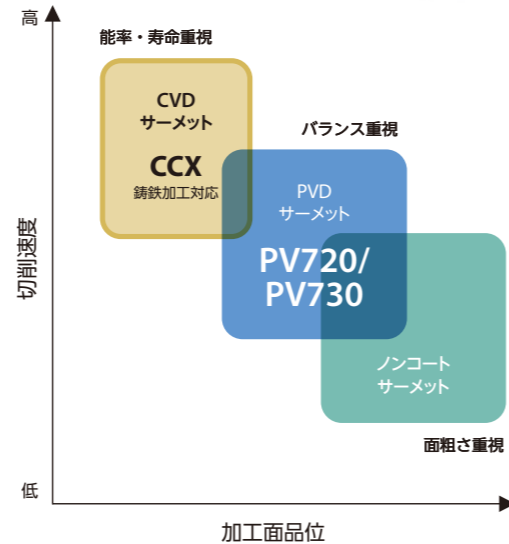 高
能率・寿命重視
CVD
サーメット
CCX
鋳鉄加工対応
バランス重視
PVD
サーメット
PV720/
PV730
切削速度
ノンコート
サーメット
面粗さ重視
低
加工面品位